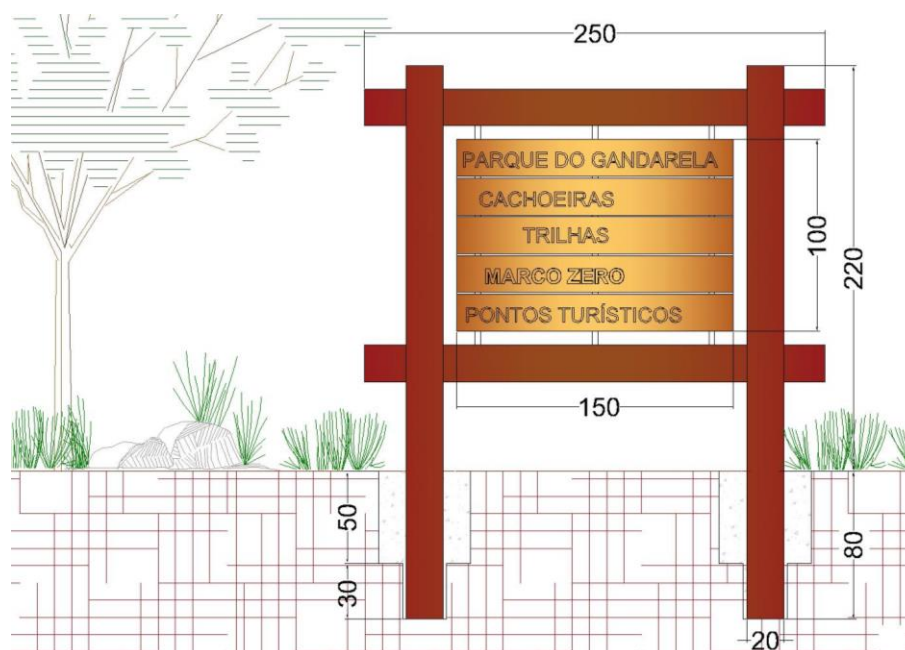 250
PARQUE DO GANDARELA
CACHOEIRAS
TRILHAS
MARCO ZERO
PONTOS TURÍSTICOS
100
220
150
50
30
80
20